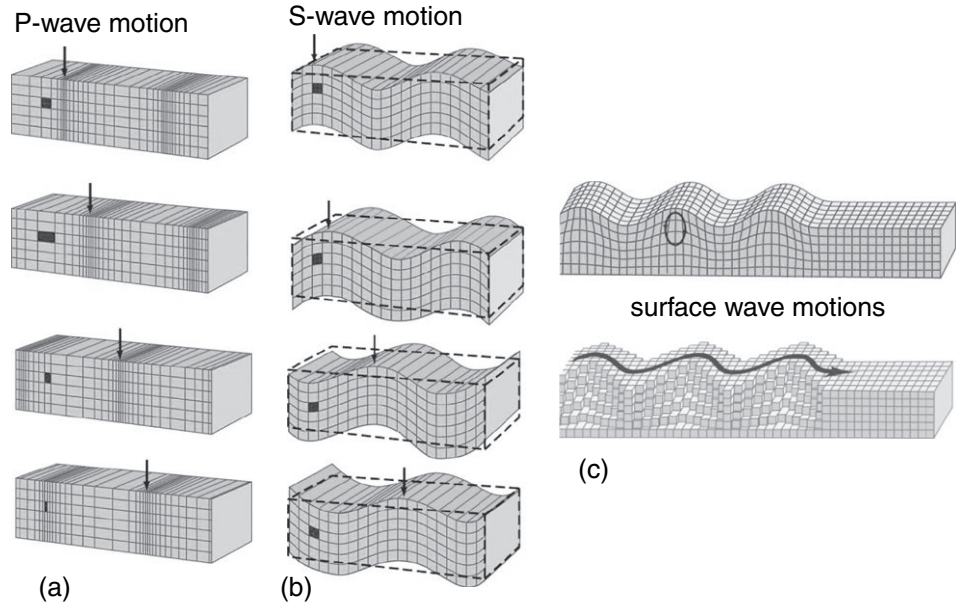 P-wave motion
S-wave motion
surface wave motions
(a)
(b)
(c)